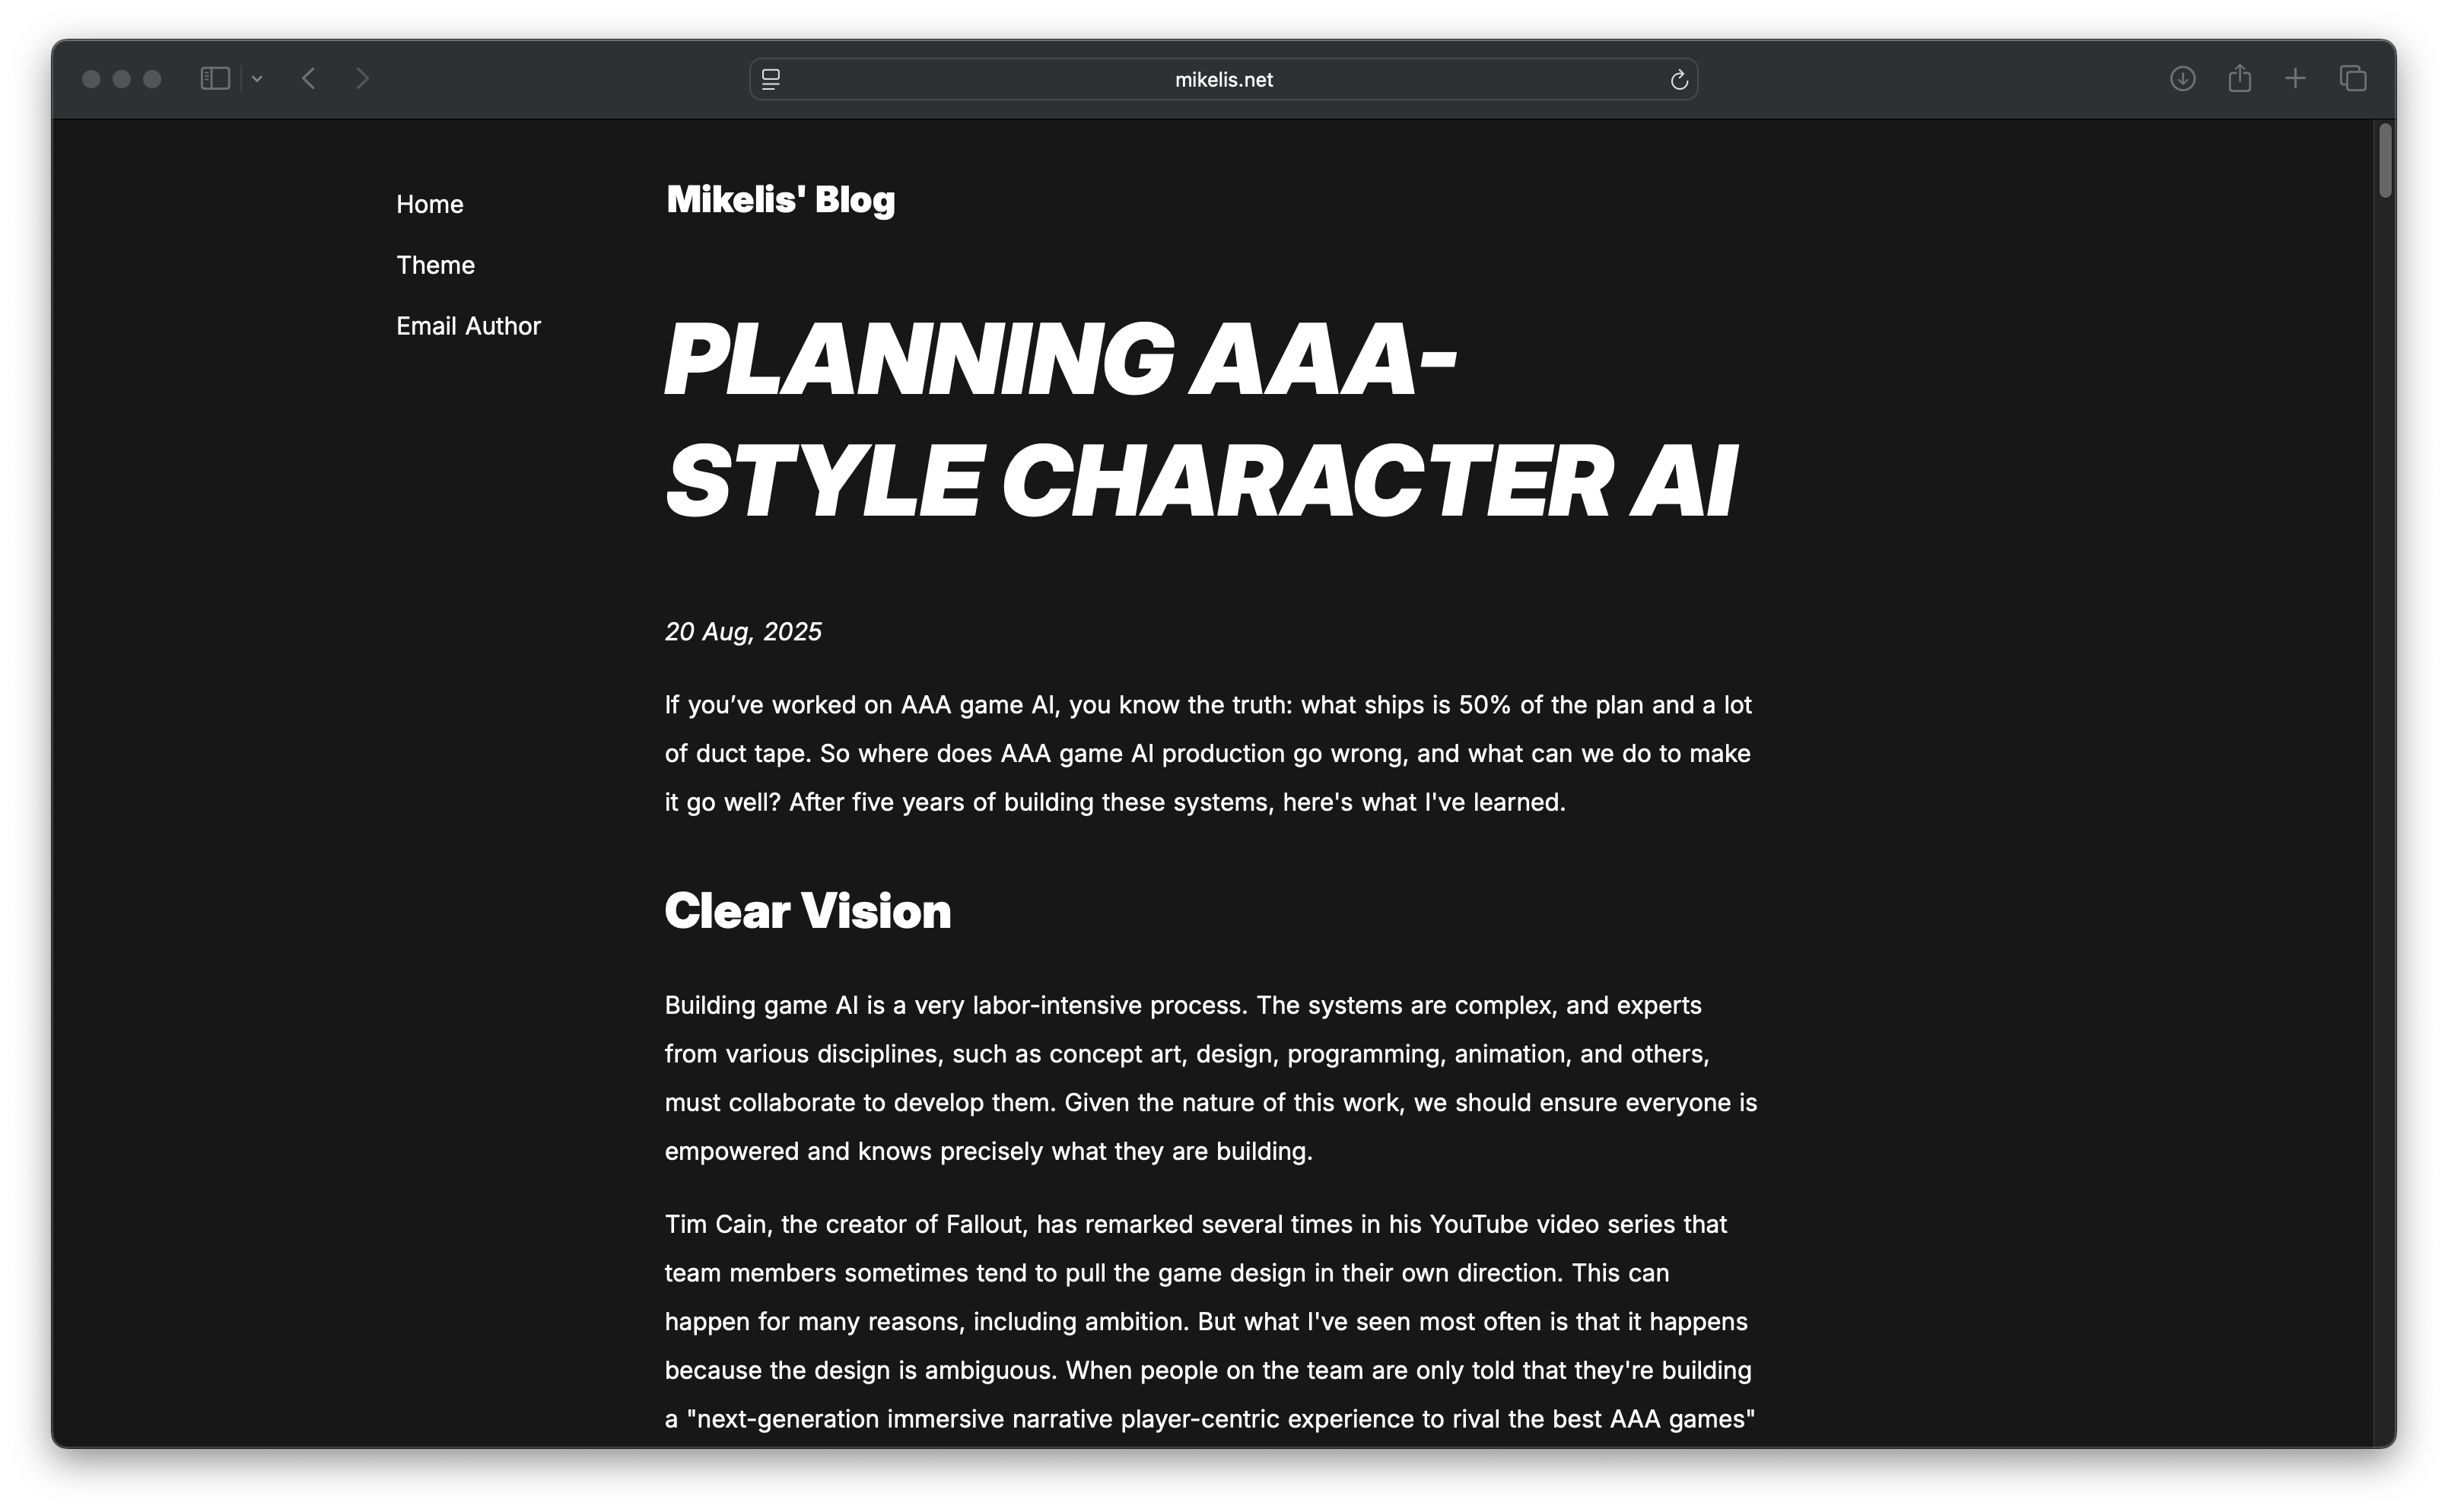 mikelis.net
Home
Theme
Email Author
Mikelis' Blog
PLANNING AAA-
STYLE CHARACTER AI
20 Aug, 2025
If you’ve worked on AAA game AI, you know the truth: what ships is 50% of the plan and a lot
of duct tape. So where does AAA game AI production go wrong, and what can we do to make
it go well? After five years of building these systems, here's what I've learned.
Clear Vision
Building game AI is a very labor-intensive process. The systems are complex, and experts
from various disciplines, such as concept art, design, programming, animation, and others,
must collaborate to develop them. Given the nature of this work, we should ensure everyone is
empowered and knows precisely what they are building.
Tim Cain, the creator of Fallout, has remarked several times in his YouTube video series that
team members sometimes tend to pull the game design in their own direction. This can
happen for many reasons, including ambition. But what I've seen most often is that it happens
because the design is ambiguous. When people on the team are only told that they're building
a "next-generation immersive narrative player-centric experience to rival the best AAA games"